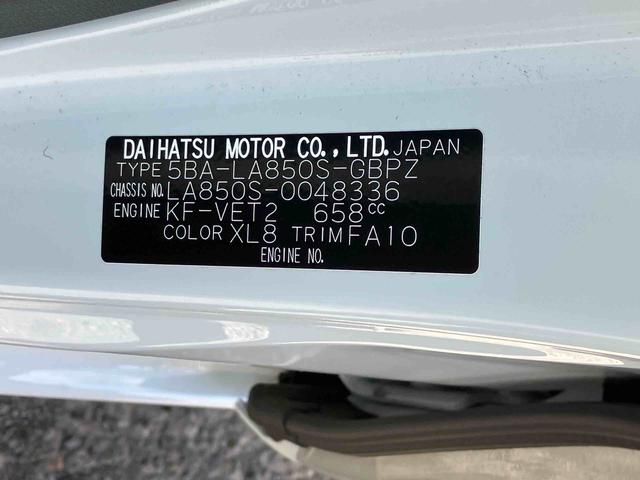 DAIHATSU MOTOR CO.,LTD. JAPAN
TYPE 5BA-LA850S-GBPZ
CHASSIS NO. LA850S-0048336
ENGINE KF-VET2 658cc
COLOR XL8 TRIM FA10
ENGINE NO.